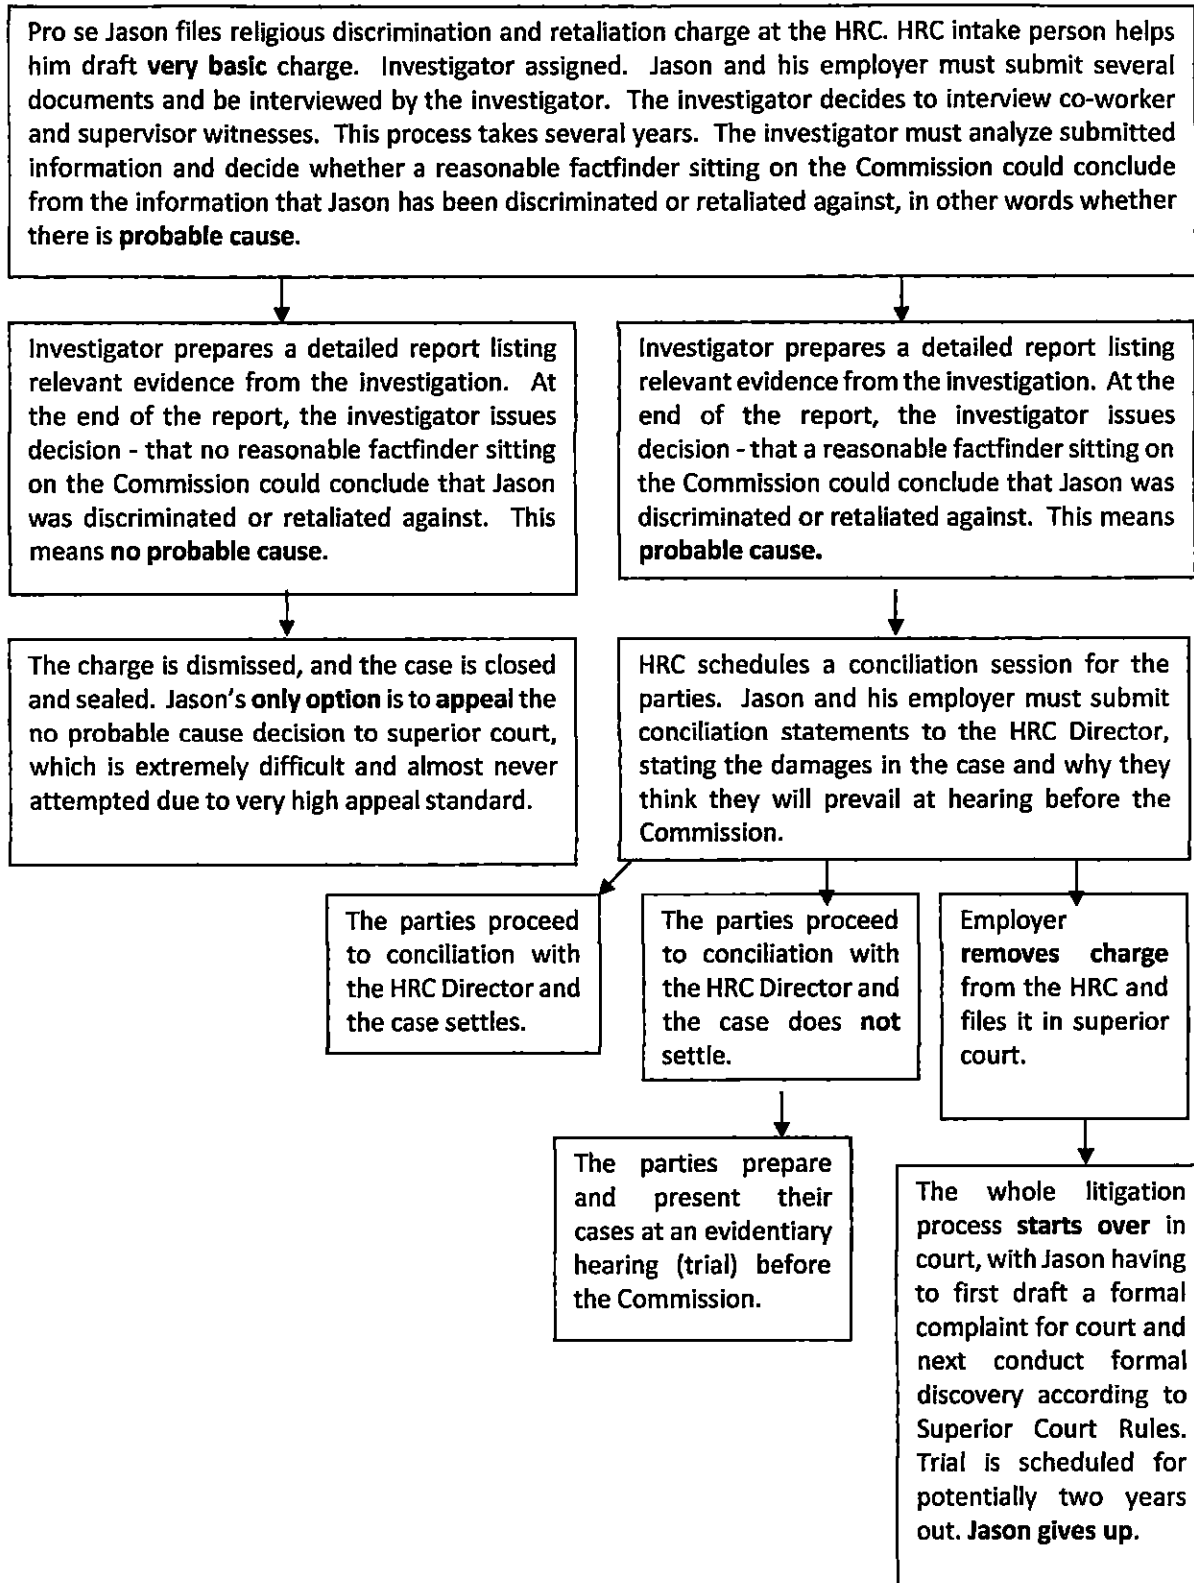 Pro se Jason files religious discrimination and retaliation charge at the HRC. HRC intake person helps
him draft very basic charge. Investigator assigned. Jason and his employer must submit several
documents and be interviewed by the investigator. The investigator decides to interview co-worker
and supervisor witnesses. This process takes several years. The investigator must analyze submitted
information and decide whether a reasonable factfinder sitting on the Commission could conclude
from the information that Jason has been discriminated or retaliated against, in other words whether
there is probable cause.
Investigator prepares a detailed report listing
relevant evidence from the investigation. At
the end of the report, the investigator issues
decision - that no reasonable factfinder sitting
on the Commission could conclude that Jason
was discriminated or retaliated against. This
means no probable cause.
Investigator prepares a detailed report listing
relevant evidence from the investigation. At the
end of the report, the investigator issues
decision - that a reasonable factfinder sitting on
the Commission could conclude that Jason was
discriminated or retaliated against. This means
probable cause.
The charge is dismissed, and the case is closed
and sealed. Jason's only option is to appeal the
no probable cause decision to superior court,
which is extremely difficult and almost never
attempted due to very high appeal standard.
HRC schedules a conciliation session for the
parties. Jason and his employer must submit
conciliation statements to the HRC Director,
stating the damages in the case and why they
think they will prevail at hearing before the
Commission.
The parties proceed
to conciliation with
the HRC Director and
the case settles.
The parties proceed
to conciliation with
the HRC Director and
the case does not
settle.
Employer
removes charge
from the HRC and
files it in superior
court.
The parties prepare
and present their
cases at an evidentiary
hearing (trial) before
the Commission.
The whole litigation
process starts over in
court, with Jason having
to first draft a formal
complaint for court and
next conduct formal
discovery according to
Superior Court Rules.
Trial is scheduled for
potentially two years
out. Jason gives up.